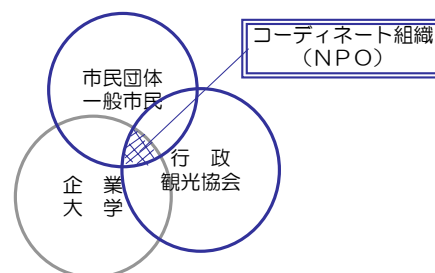 コーディネート組織
（ＮＰＯ）
市民団体
一般市民
行　政
観光協会
企　業
大　学